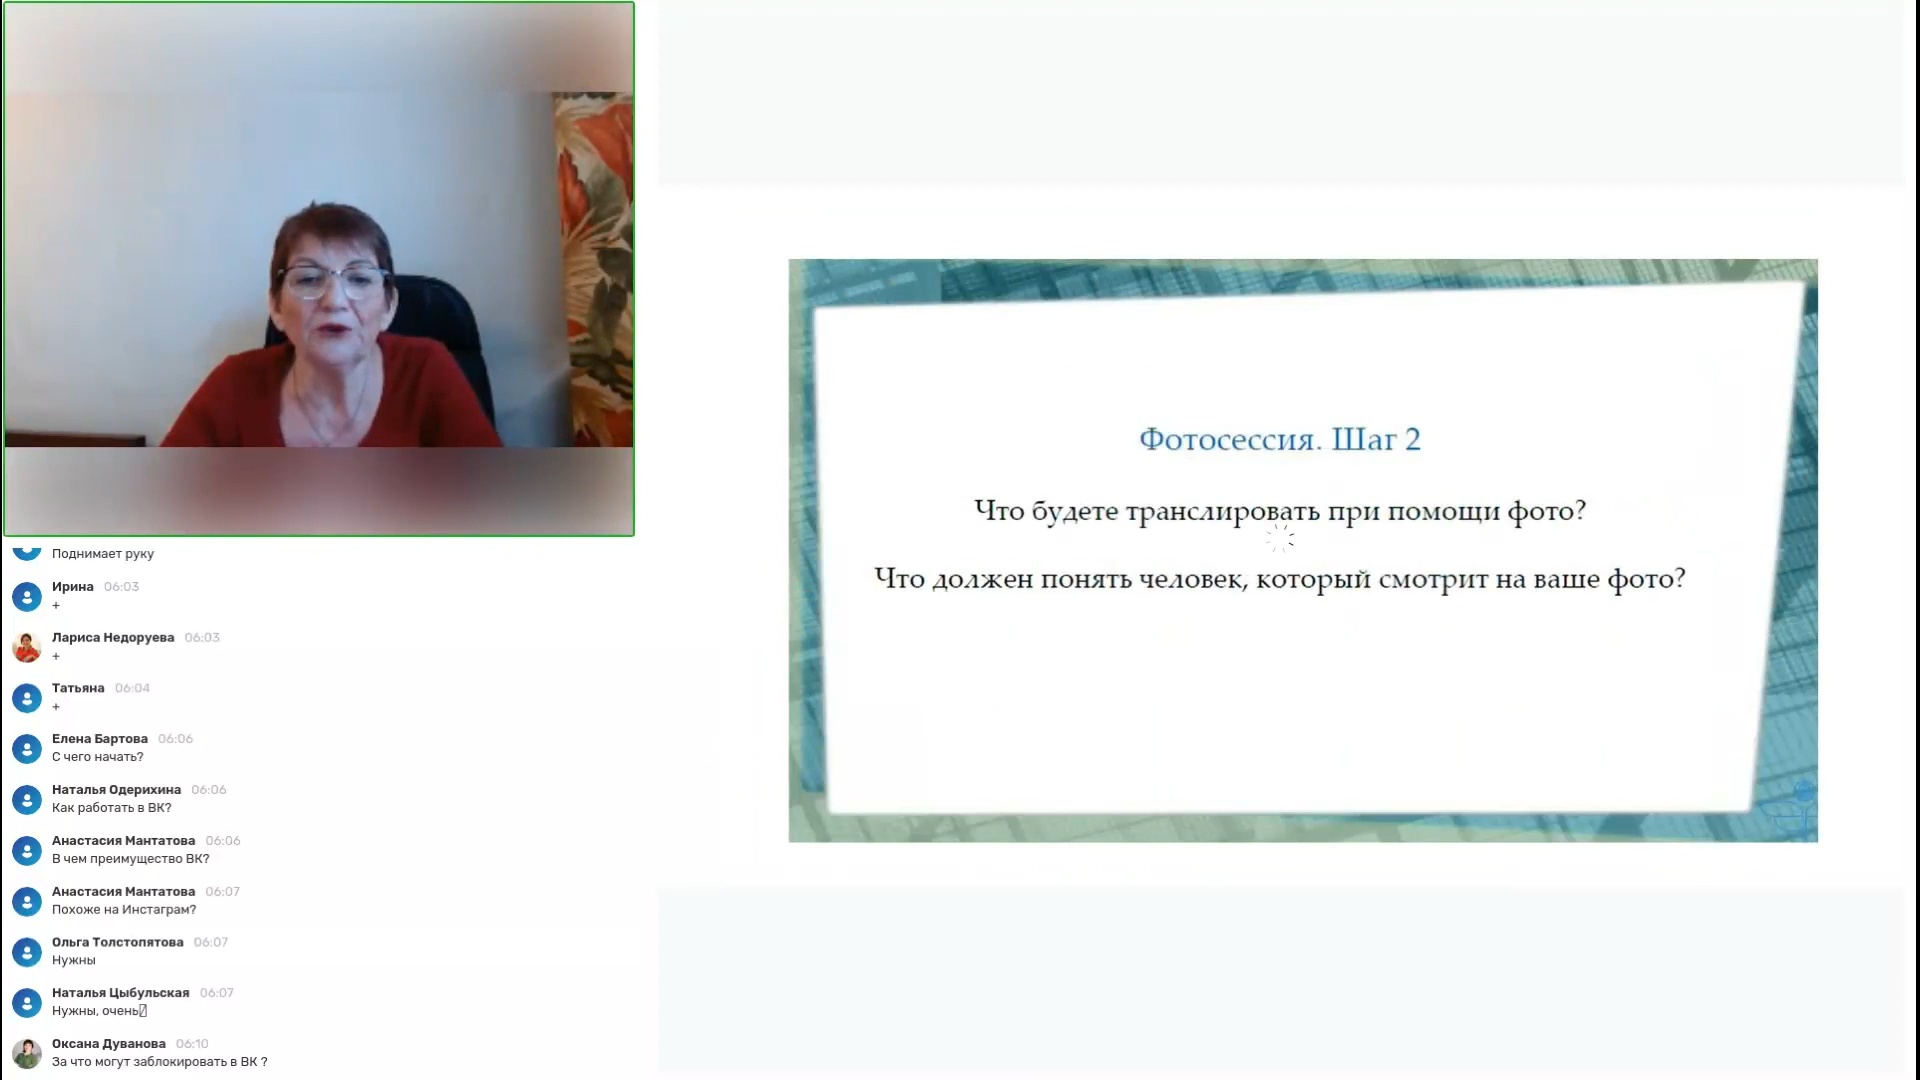 Поднимает руку
Ирина 06:03
+
Лариса Недоруева 06:03
+
Татьяна 06:04
+
Елена Бартова 06:06
С чего начать?
Наталья Одерихина 06:06
Как работать в ВК?
Анастасия Мантатова 06:06
В чем преимущество ВК?
Анастасия Мантатова 06:07
Похоже на Инстаграм?
Ольга Толстопятова 06:07
Нужны
Наталья Цыбульская 06:07
Нужны, очень
Оксана Дуванова 06:10
За что могут заблокировать в ВК ?
Фотосессия. Шаг 2
Что будете транслировать при помощи фото?
Что должен понять человек, который смотрит на ваше фото?